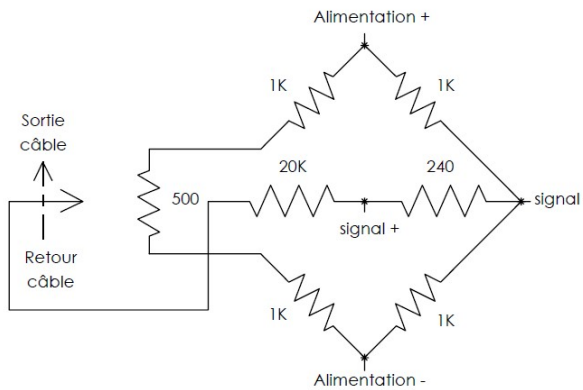 Alimentation +
1K
1K
Sortie
câble
500
20K
240
signal
signal +
Retour
câble
1K
1K
Alimentation -